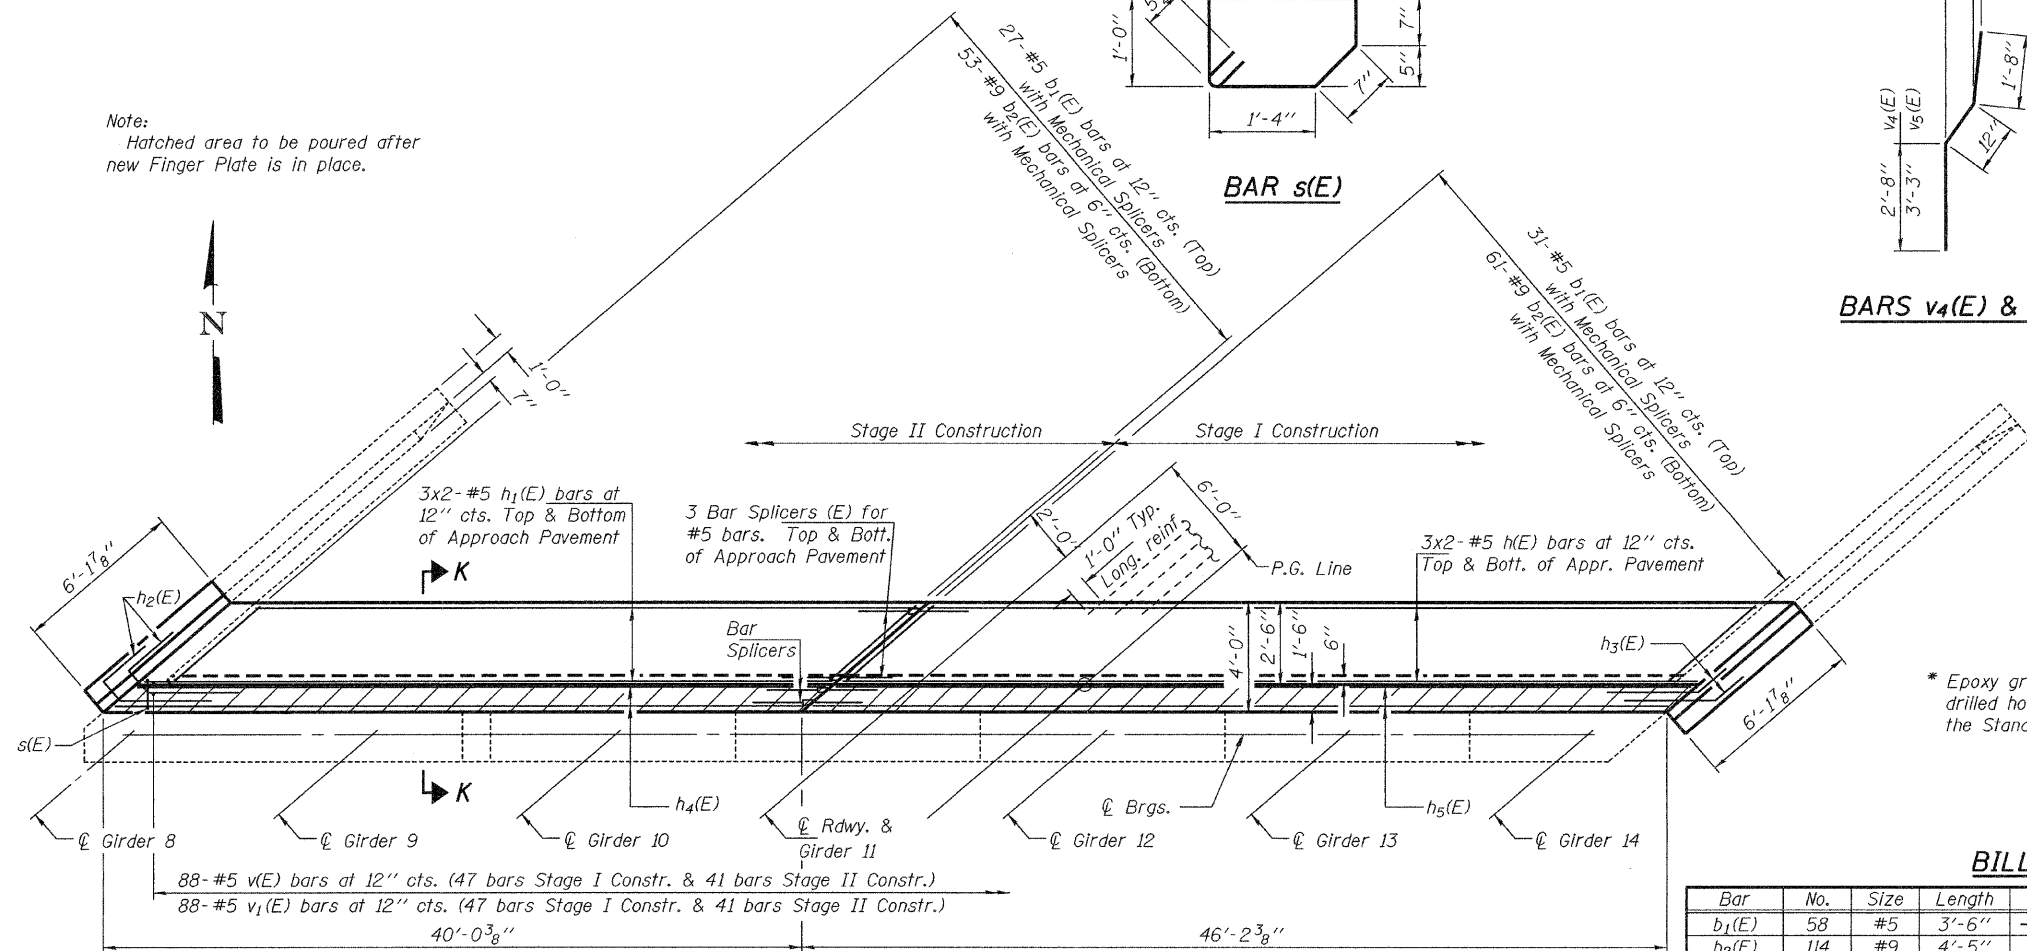 Note:
Hatched area to be poured after
new Finger Plate is in place.
N
1'-0"
1'-4"
7"
5"
7"
BAR s(E)
v4(E)
v5(E)
2'-8"
3'-3"
1'-8"
12"
BARS v4(E) &
27-#5 b1(E) bars at 12" cts. (Top)
with Mechanical Splicers
53-#9 b2(E) bars at 6" cts. (Bottom)
with Mechanical Splicers
31-#5 b1(E) bars at 12" cts. (Top)
with Mechanical Splicers
61-#9 b2(E) bars at 6" cts. (Bottom)
with Mechanical Splicers
1'-0"
7"
Stage II Construction
Stage I Construction
3x2-#5 h1(E) bars at
12" cts. Top & Bottom
of Approach Pavement
3 Bar Splicers (E) for
#5 bars. Top & Bott.
of Approach Pavement
2'-0"
1'-0" Typ.
Long. reinf.
6'-0"
P.G. Line
3x2-#5 h(E) bars at 12" cts.
Top & Bott. of Appr. Pavement
6'-1⅞"
h2(E)
K
Bar
Splicers
4'-0"
2'-6"
1'-6"
6"
h3(E)
6'-1⅞"
* Epoxy gr
drilled ho
the Stand
s(E)
K
h4(E)
℄ Brgs.
h5(E)
℄ Girder 8
℄ Girder 9
℄ Girder 10
℄ Rdwy. &
Girder 11
℄ Girder 12
℄ Girder 13
℄ Girder 14
88-#5 v(E) bars at 12" cts. (47 bars Stage I Constr. & 41 bars Stage II Constr.)
88-#5 v1(E) bars at 12" cts. (47 bars Stage I Constr. & 41 bars Stage II Constr.)
40'-0⅜"
46'-2⅜"
BILL
Bar No. Size Length
b1(E) 58 #5 3'-6"
b2(E) 114 #9 4'-5"